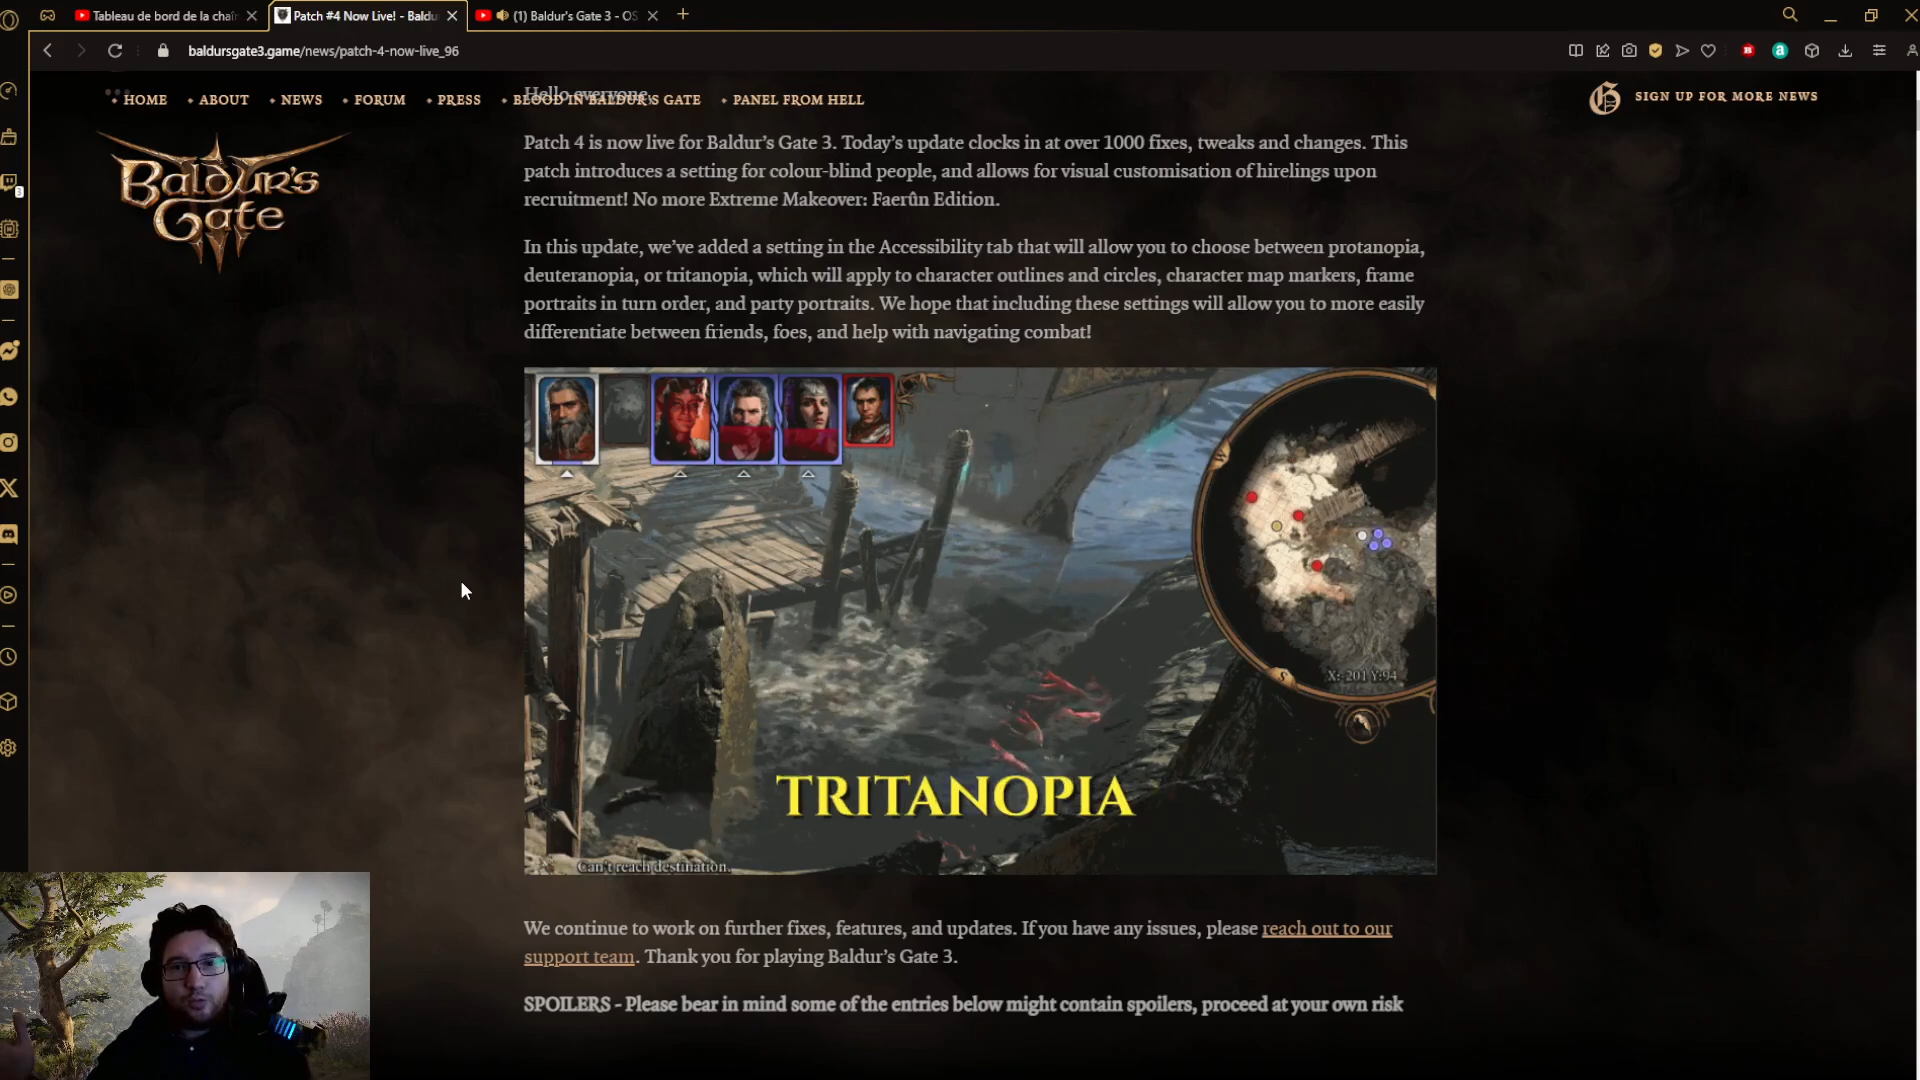 Tableau de bord de la chaîn
Patch #4 Now Live! - Baldu
(1) Baldur's Gate 3 - OS
baldursgate3.game/news/patch-4-now-live_96
Hello everyone,
HOME
ABOUT
NEWS
FORUM
PRESS
BLOOD IN BALDUR'S GATE
PANEL FROM HELL
SIGN UP FOR MORE NEWS
Baldur's
Gate
3
Patch 4 is now live for Baldur's Gate 3. Today's update clocks in at over 1000 fixes, tweaks and changes. This
patch introduces a setting for colour-blind people, and allows for visual customisation of hirelings upon
recruitment! No more Extreme Makeover: Faerûn Edition.
In this update, we've added a setting in the Accessibility tab that will allow you to choose between protanopia,
deuteranopia, or tritanopia, which will apply to character outlines and circles, character map markers, frame
portraits in turn order, and party portraits. We hope that including these settings will allow you to more easily
differentiate between friends, foes, and help with navigating combat!
X: 201 Y:94
TRITANOPIA
Can't reach destination.
We continue to work on further fixes, features, and updates. If you have any issues, please reach out to our
support team. Thank you for playing Baldur's Gate 3.
SPOILERS - Please bear in mind some of the entries below might contain spoilers, proceed at your own risk